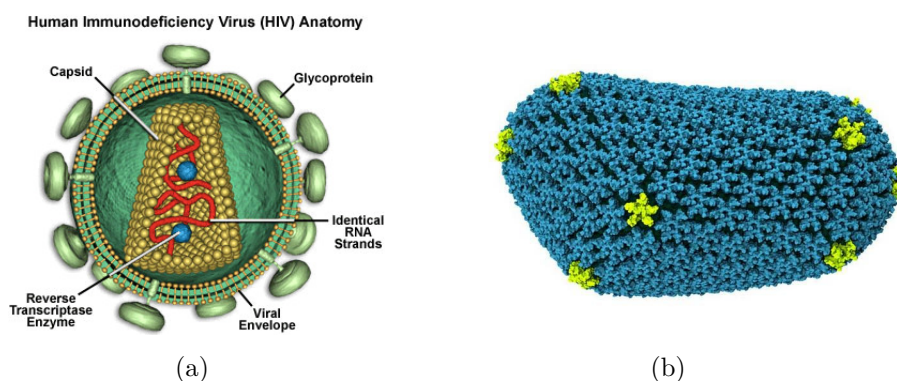 Human Immunodeficiency Virus (HIV) Anatomy
Capsid
Glycoprotein
Identical
RNA
Strands
Reverse
Transcriptase
Enzyme
Viral
Envelope
(a)
(b)